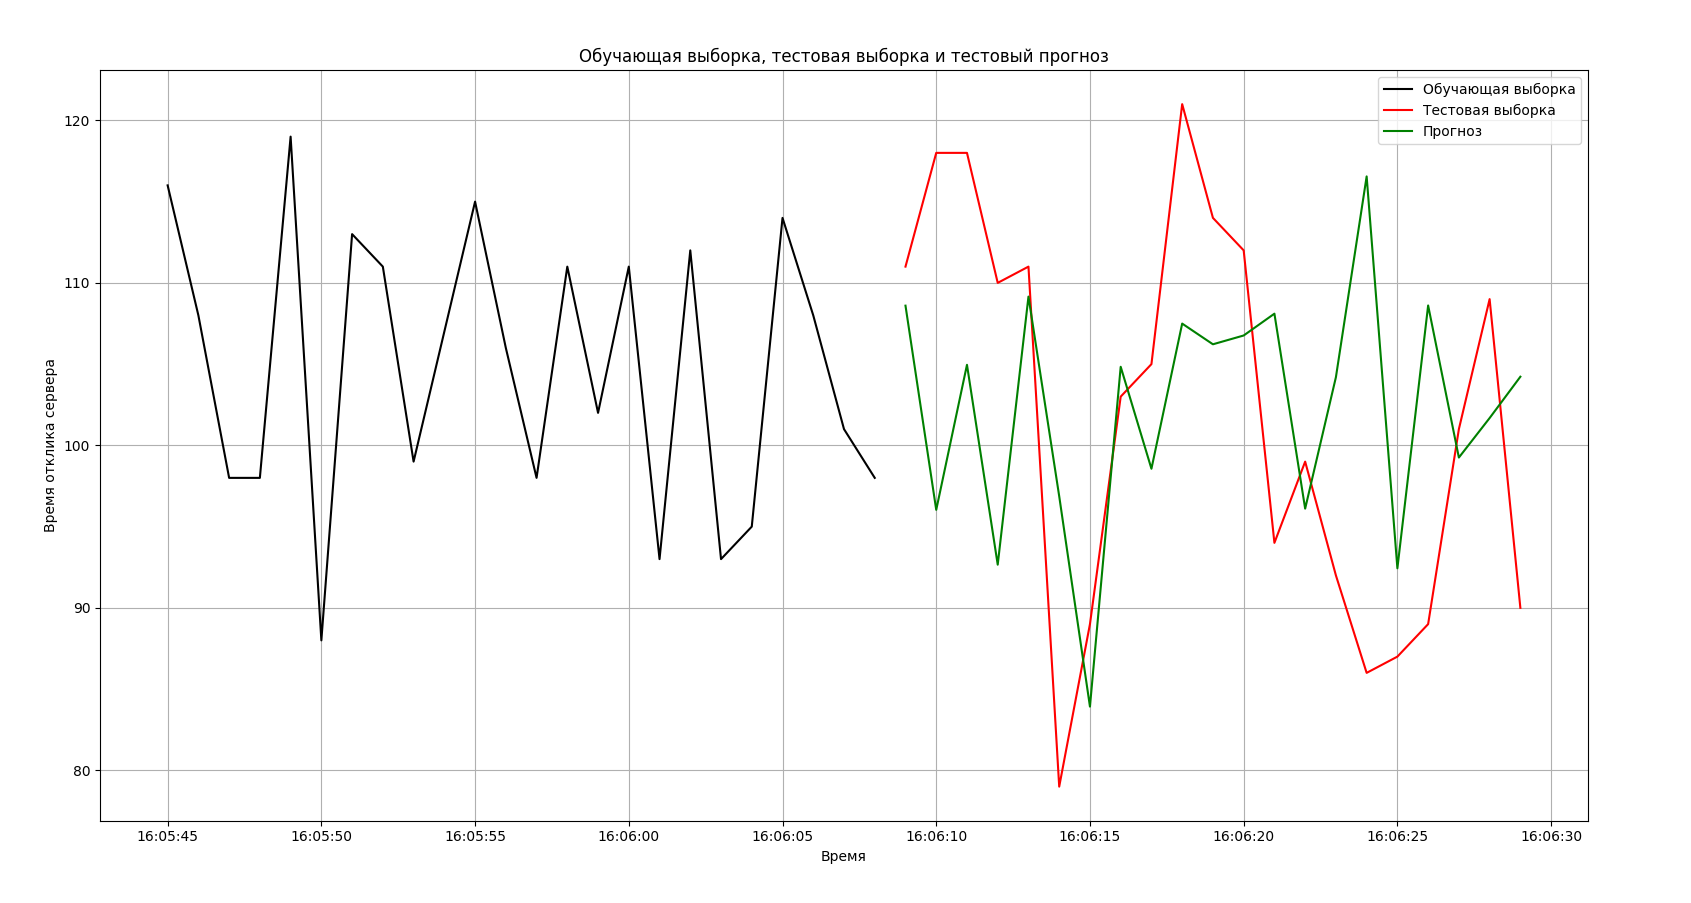 Обучающая выборка, тестовая выборка и тестовый прогноз
Обучающая выборка
Тестовая выборка
Прогноз
Время отклика сервера
120
110
100
90
80
16:05:45 16:05:50 16:05:55 16:06:00 16:06:05 16:06:10 16:06:15 16:06:20 16:06:25 16:06:30
Время